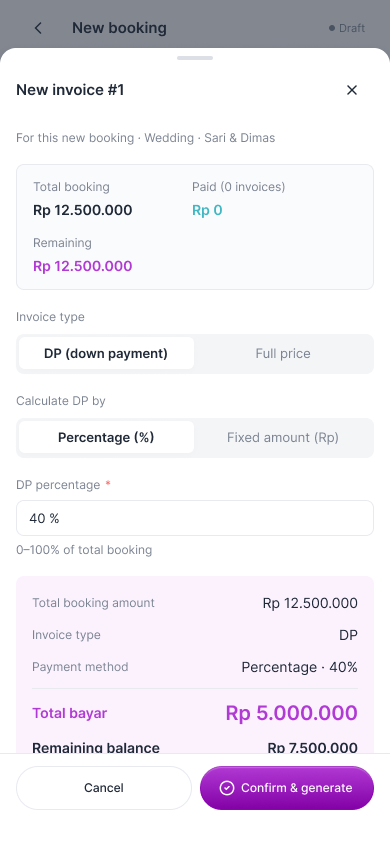 New booking
Draft
New invoice #1
For this new booking · Wedding · Sari & Dimas
Total booking
Paid (0 invoices)
Rp 12.500.000
Rp 0
Remaining
Rp 12.500.000
Invoice type
DP (down payment)
Full price
Calculate DP by
Percentage (%)
Fixed amount (Rp)
DP percentage *
40 %
0–100% of total booking
Total booking amount
Rp 12.500.000
Invoice type
DP
Payment method
Percentage · 40%
Total bayar
Rp 5.000.000
Remaining balance
Rp 7.500.000
Cancel
Confirm & generate